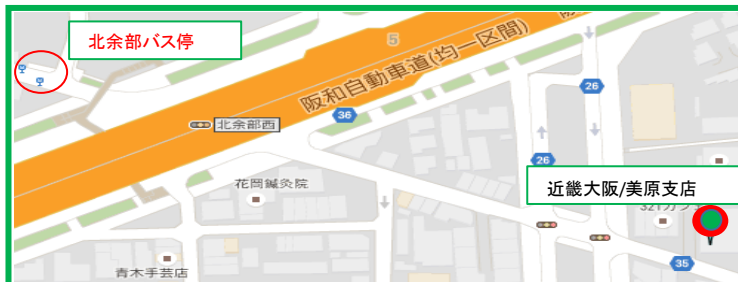 北余部バス停
5
阪和自動車道(均一区間)
26
36
北余部西
26
花岡鍼灸院
近畿大阪/美原支店
35
青木手芸店